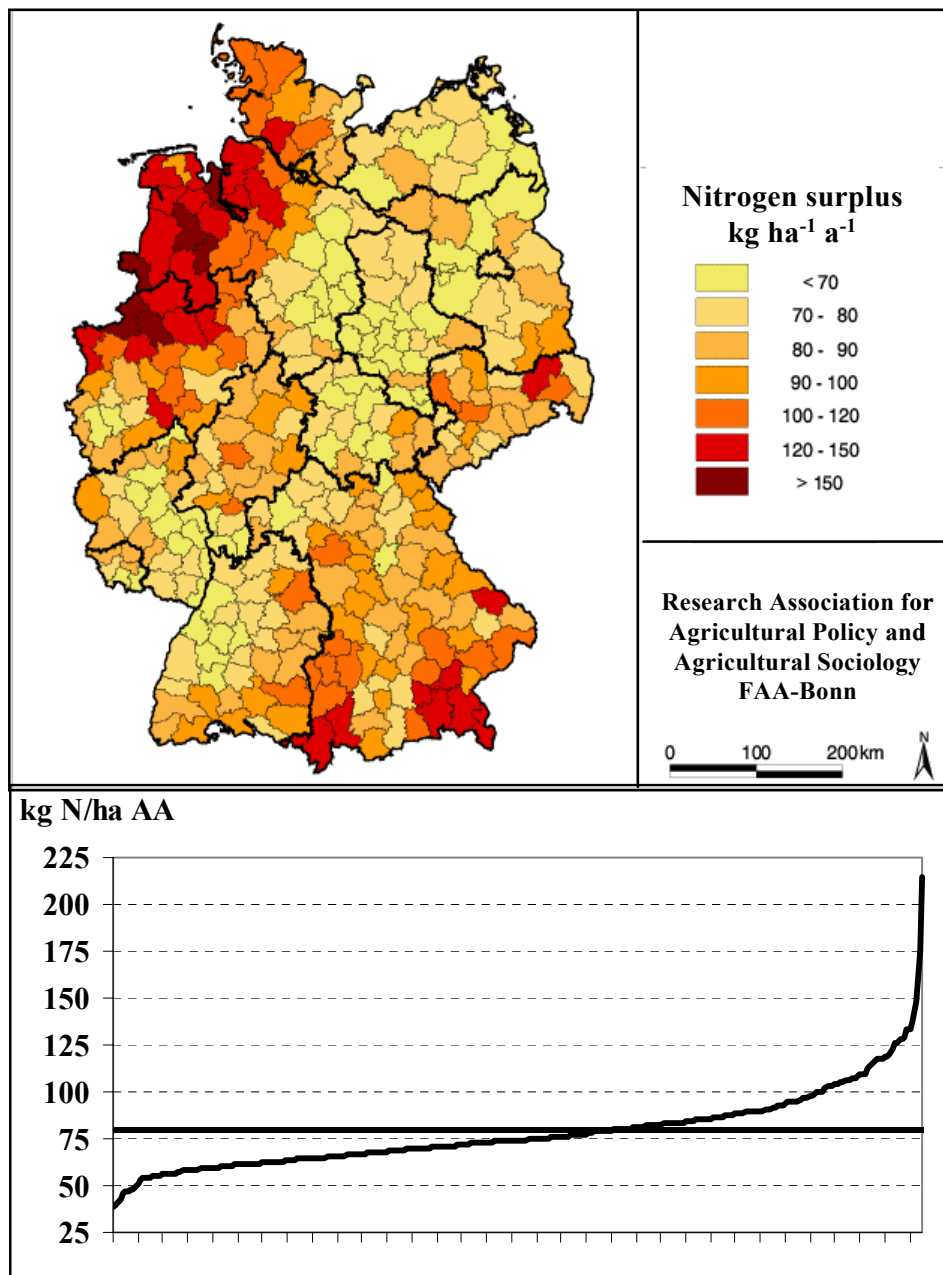 Nitrogen surplus
kg ha⁻¹ a⁻¹
< 70
70 - 80
80 - 90
90 - 100
100 - 120
120 - 150
> 150
Research Association for
Agricultural Policy and
Agricultural Sociology
FAA-Bonn
0 100 200 km
N
kg N/ha AA
225
200
175
150
125
100
75
50
25